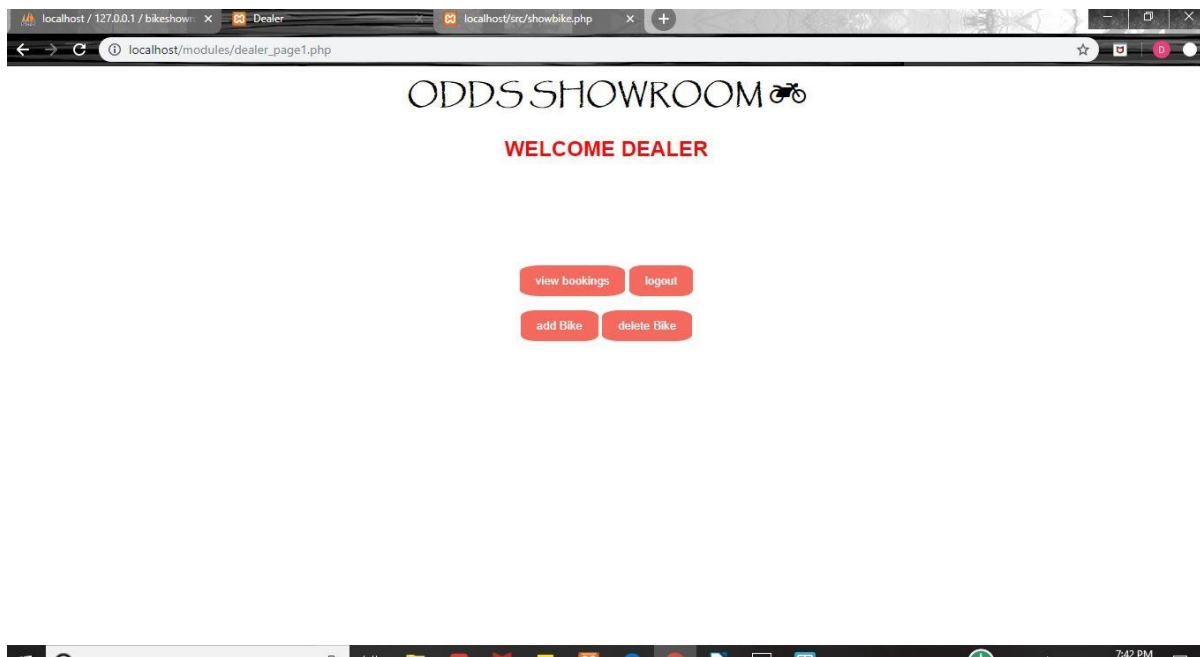 localhost / 127.0.0.1 / bikeshown
Dealer
localhost/src/showbike.php
localhost/modules/dealer_page1.php
D
ODDS SHOWROOM
WELCOME DEALER
view bookings logout
add Bike delete Bike
7:42 PM